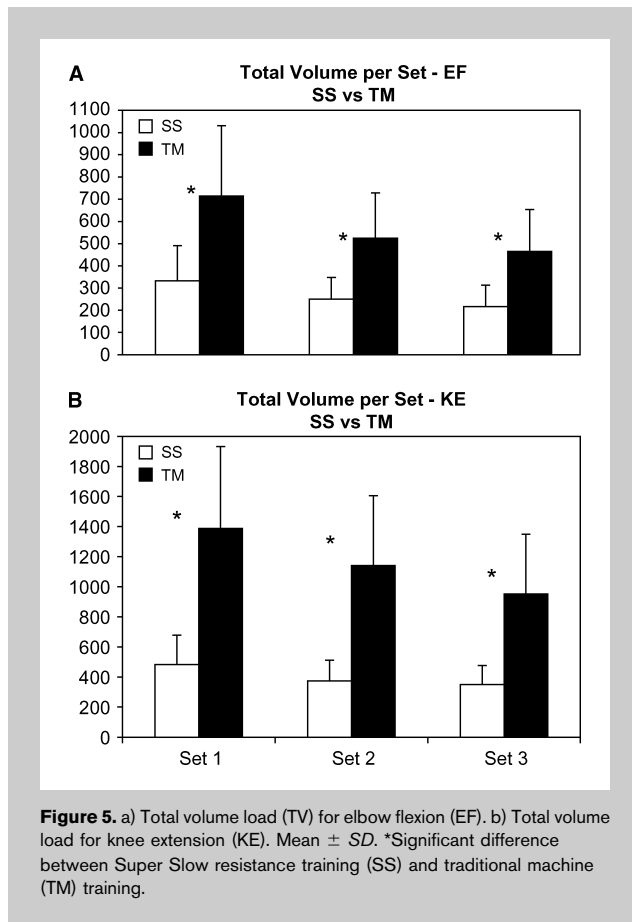 A
Total Volume per Set - EF
SS vs TM
1100
1000
900
800
700
600
500
400
300
200
100
0
SS
TM
*
*
*
B
Total Volume per Set - KE
SS vs TM
2000
1800
1600
1400
1200
1000
800
600
400
200
0
SS
TM
*
*
*
Set 1 Set 2 Set 3
Figure 5. a) Total volume load (TV) for elbow flexion (EF). b) Total volume
load for knee extension (KE). Mean ± SD. *Significant difference
between Super Slow resistance training (SS) and traditional machine
(TM) training.